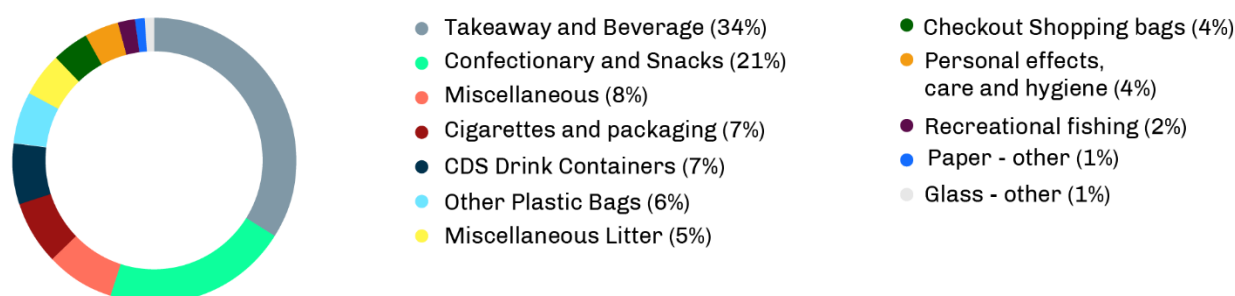 Takeaway and Beverage (34%)
Confectionary and Snacks (21%)
Miscellaneous (8%)
Cigarettes and packaging (7%)
CDS Drink Containers (7%)
Other Plastic Bags (6%)
Miscellaneous Litter (5%)
Checkout Shopping bags (4%)
Personal effects,
care and hygiene (4%)
Recreational fishing (2%)
Paper - other (1%)
Glass - other (1%)